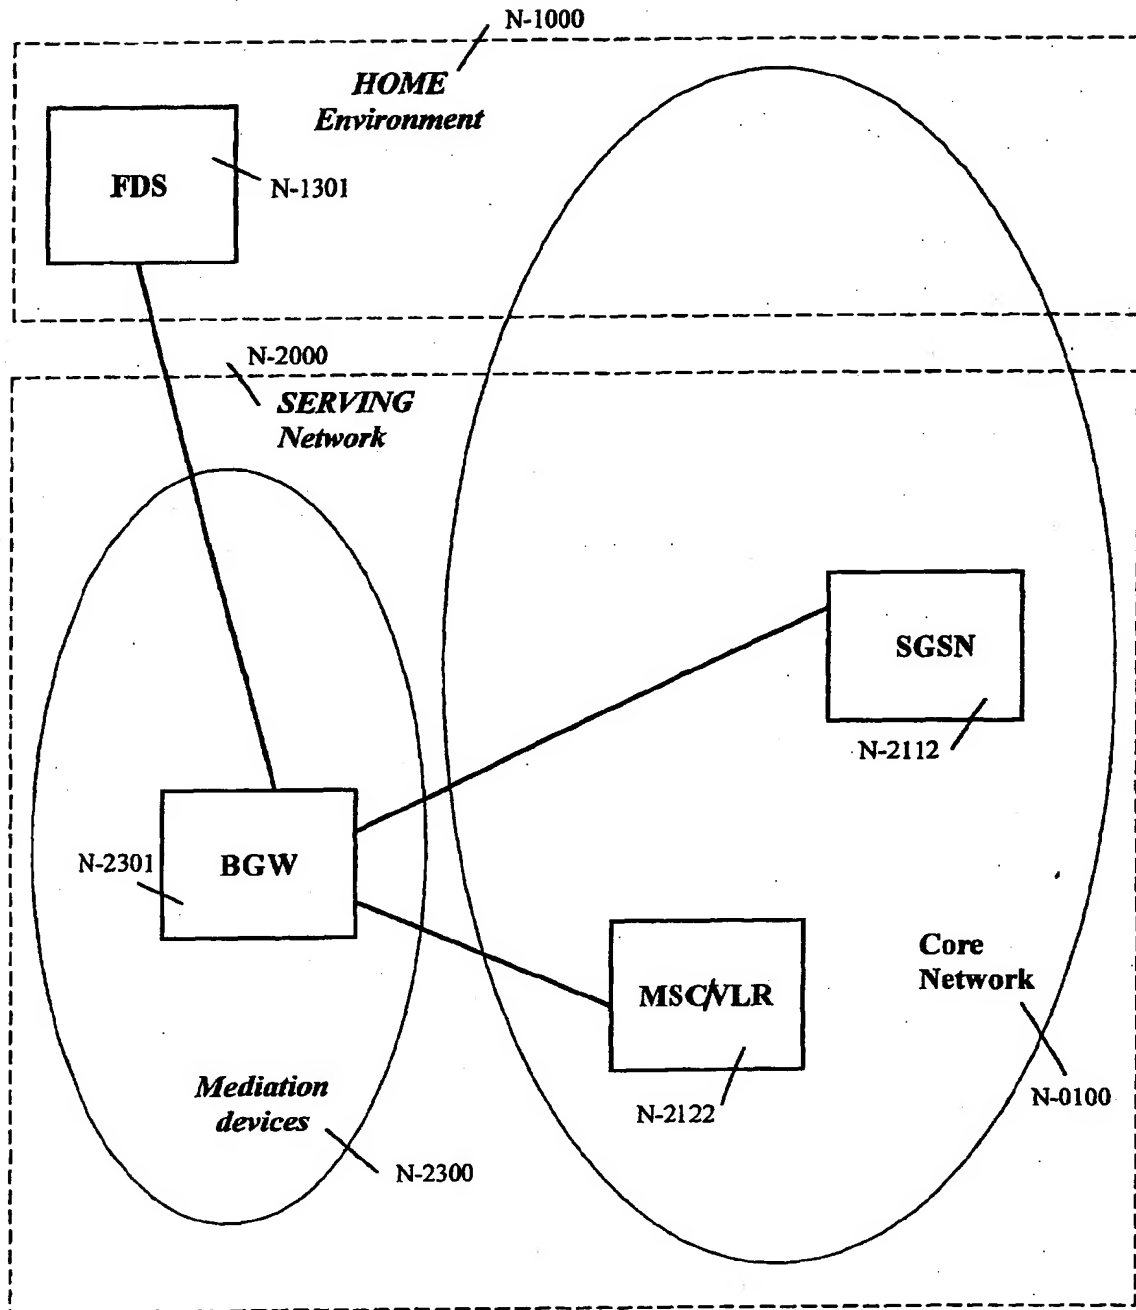 N-1000
HOME
Environment
FDS
N-1301
N-2000
SERVING
Network
SGSN
N-2112
N-2301
BGW
MSC/VLR
Core
Network
N-0100
N-2122
Mediation
devices
N-2300